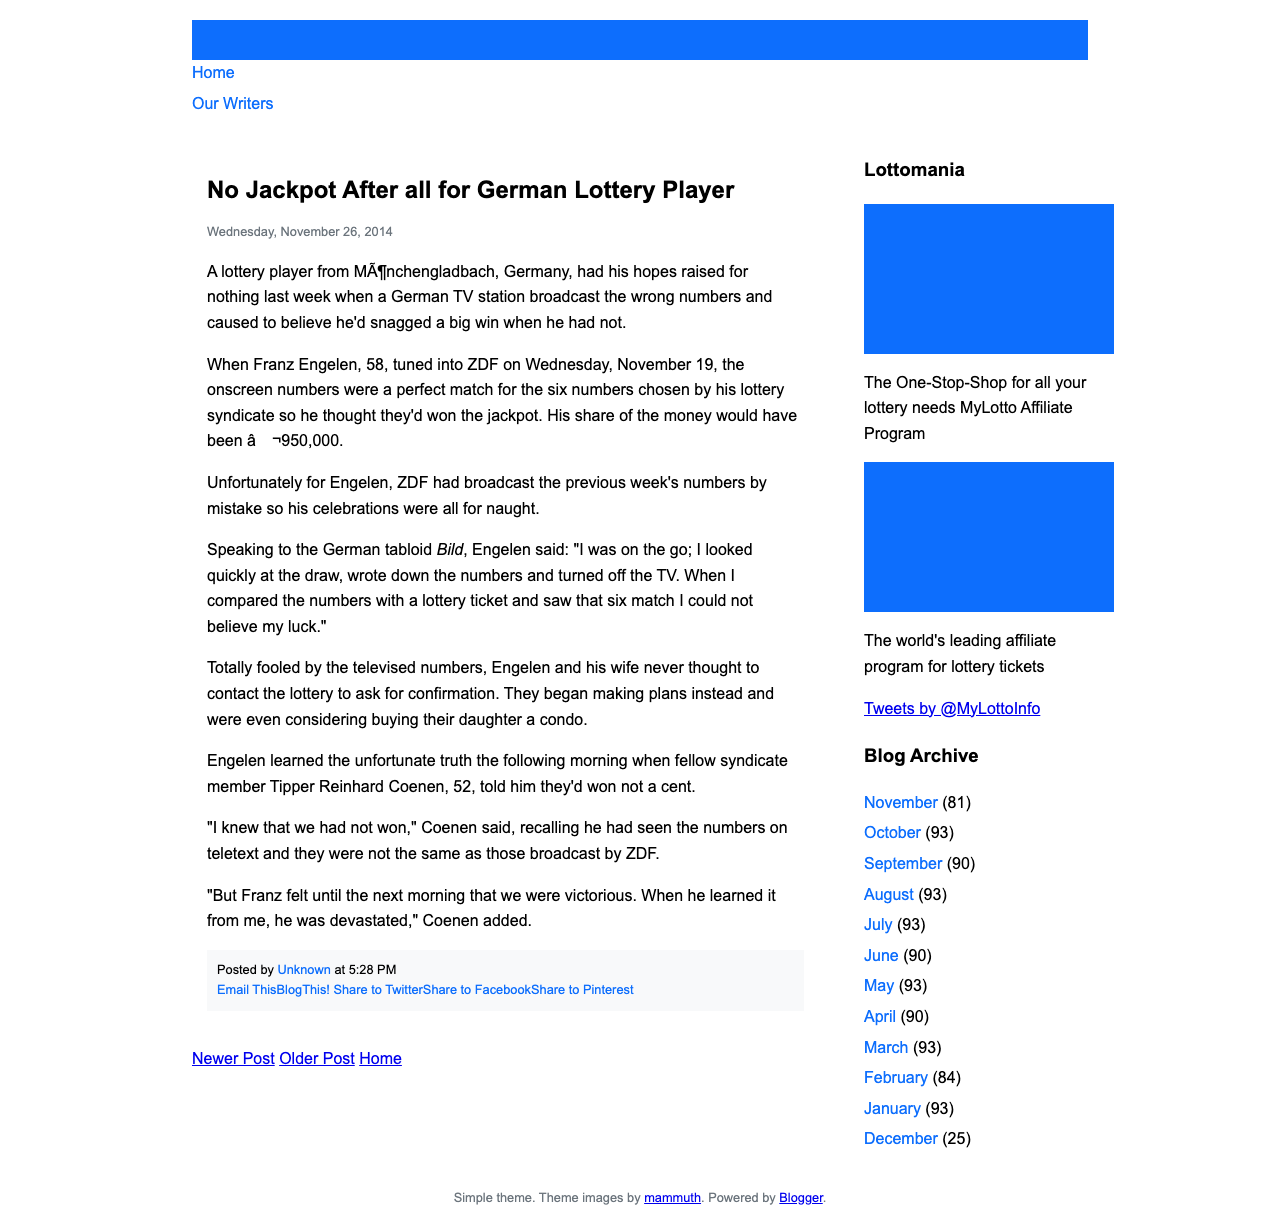 Home
Our Writers
No Jackpot After all for German Lottery Player
Wednesday, November 26, 2014
A lottery player from MÃ¶nchengladbach, Germany, had his hopes raised for
nothing last week when a German TV station broadcast the wrong numbers and
caused to believe he'd snagged a big win when he had not.
When Franz Engelen, 58, tuned into ZDF on Wednesday, November 19, the
onscreen numbers were a perfect match for the six numbers chosen by his lottery
syndicate so he thought they'd won the jackpot. His share of the money would have
been â ¬950,000.
Unfortunately for Engelen, ZDF had broadcast the previous week's numbers by
mistake so his celebrations were all for naught.
Speaking to the German tabloid Bild, Engelen said: "I was on the go; I looked
quickly at the draw, wrote down the numbers and turned off the TV. When I
compared the numbers with a lottery ticket and saw that six match I could not
believe my luck."
Totally fooled by the televised numbers, Engelen and his wife never thought to
contact the lottery to ask for confirmation. They began making plans instead and
were even considering buying their daughter a condo.
Engelen learned the unfortunate truth the following morning when fellow syndicate
member Tipper Reinhard Coenen, 52, told him they'd won not a cent.
"I knew that we had not won," Coenen said, recalling he had seen the numbers on
teletext and they were not the same as those broadcast by ZDF.
"But Franz felt until the next morning that we were victorious. When he learned it
from me, he was devastated," Coenen added.
Posted by Unknown at 5:28 PM
Email ThisBlogThis! Share to TwitterShare to FacebookShare to Pinterest
Newer Post Older Post Home
Lottomania
The One-Stop-Shop for all your
lottery needs MyLotto Affiliate
Program
The world's leading affiliate
program for lottery tickets
Tweets by @MyLottoInfo
Blog Archive
November (81)
October (93)
September (90)
August (93)
July (93)
June (90)
May (93)
April (90)
March (93)
February (84)
January (93)
December (25)
Simple theme. Theme images by mammuth. Powered by Blogger.